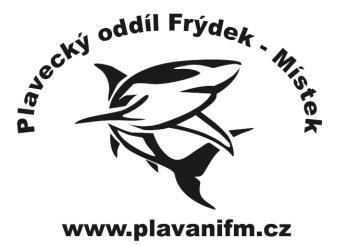 Plavecký oddíl Frýdek - Místek
www.plavanifm.cz